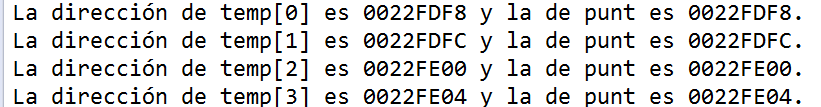 La dirección de temp[0] es 0022FDF8 y la de punt es 0022FDF8.
La dirección de temp[1] es 0022FDFC y la de punt es 0022FDFC.
La dirección de temp[2] es 0022FE00 y la de punt es 0022FE00.
La dirección de temp[3] es 0022FE04 y la de punt es 0022FE04.